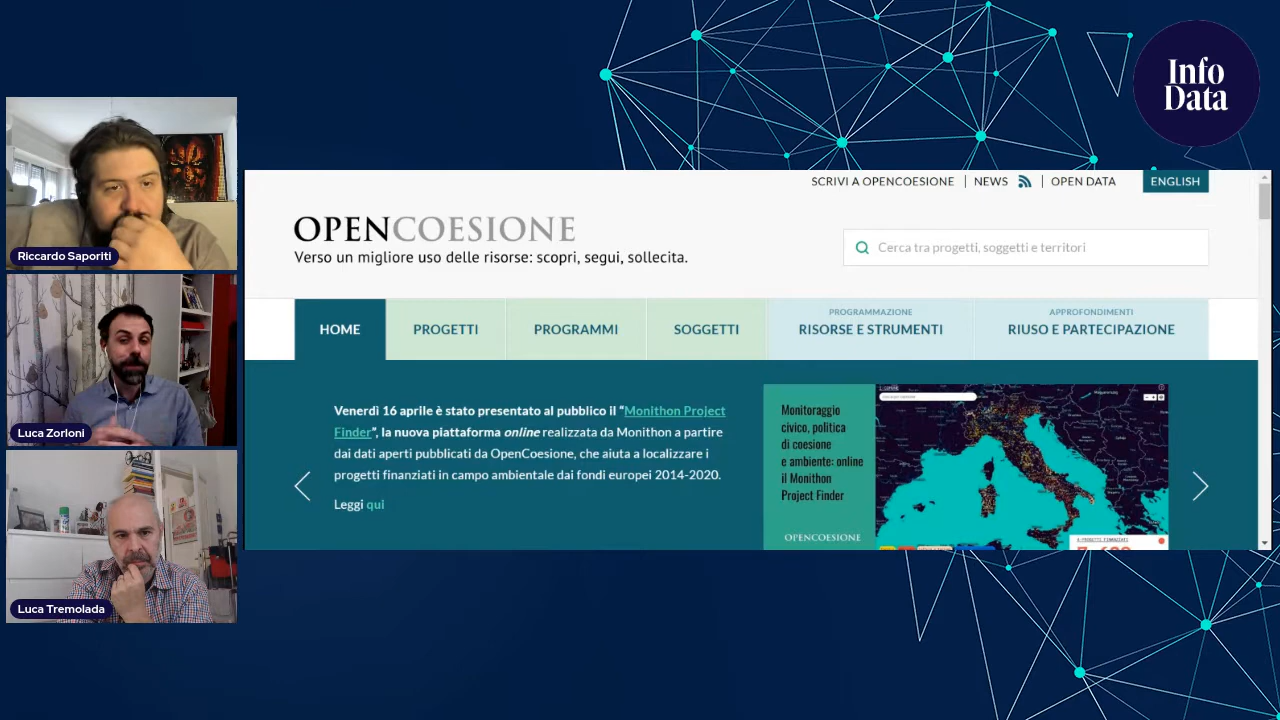 Info
Data
Riccardo Saporiti
Luca Zorloni
Luca Tremolada
SCRIVI A OPENCOESIONE
NEWS
OPEN DATA
ENGLISH
OPENCOESIONE
Verso un migliore uso delle risorse: scopri, segui, sollecita.
Cerca tra progetti, soggetti e territori
HOME
PROGETTI
PROGRAMMI
SOGGETTI
PROGRAMMAZIONE
RISORSE E STRUMENTI
APPROFONDIMENTI
RIUSO E PARTECIPAZIONE
Venerdì 16 aprile è stato presentato al pubblico il "Monithon Project
Finder", la nuova piattaforma online realizzata da Monithon a partire
dai dati aperti pubblicati da OpenCoesione, che aiuta a localizzare i
progetti finanziati in campo ambientale dai fondi europei 2014-2020.
Leggi qui
Monitoraggio
civico, politica
di coesione
e ambiente: online
il Monithon
Project Finder
OPENCOESIONE